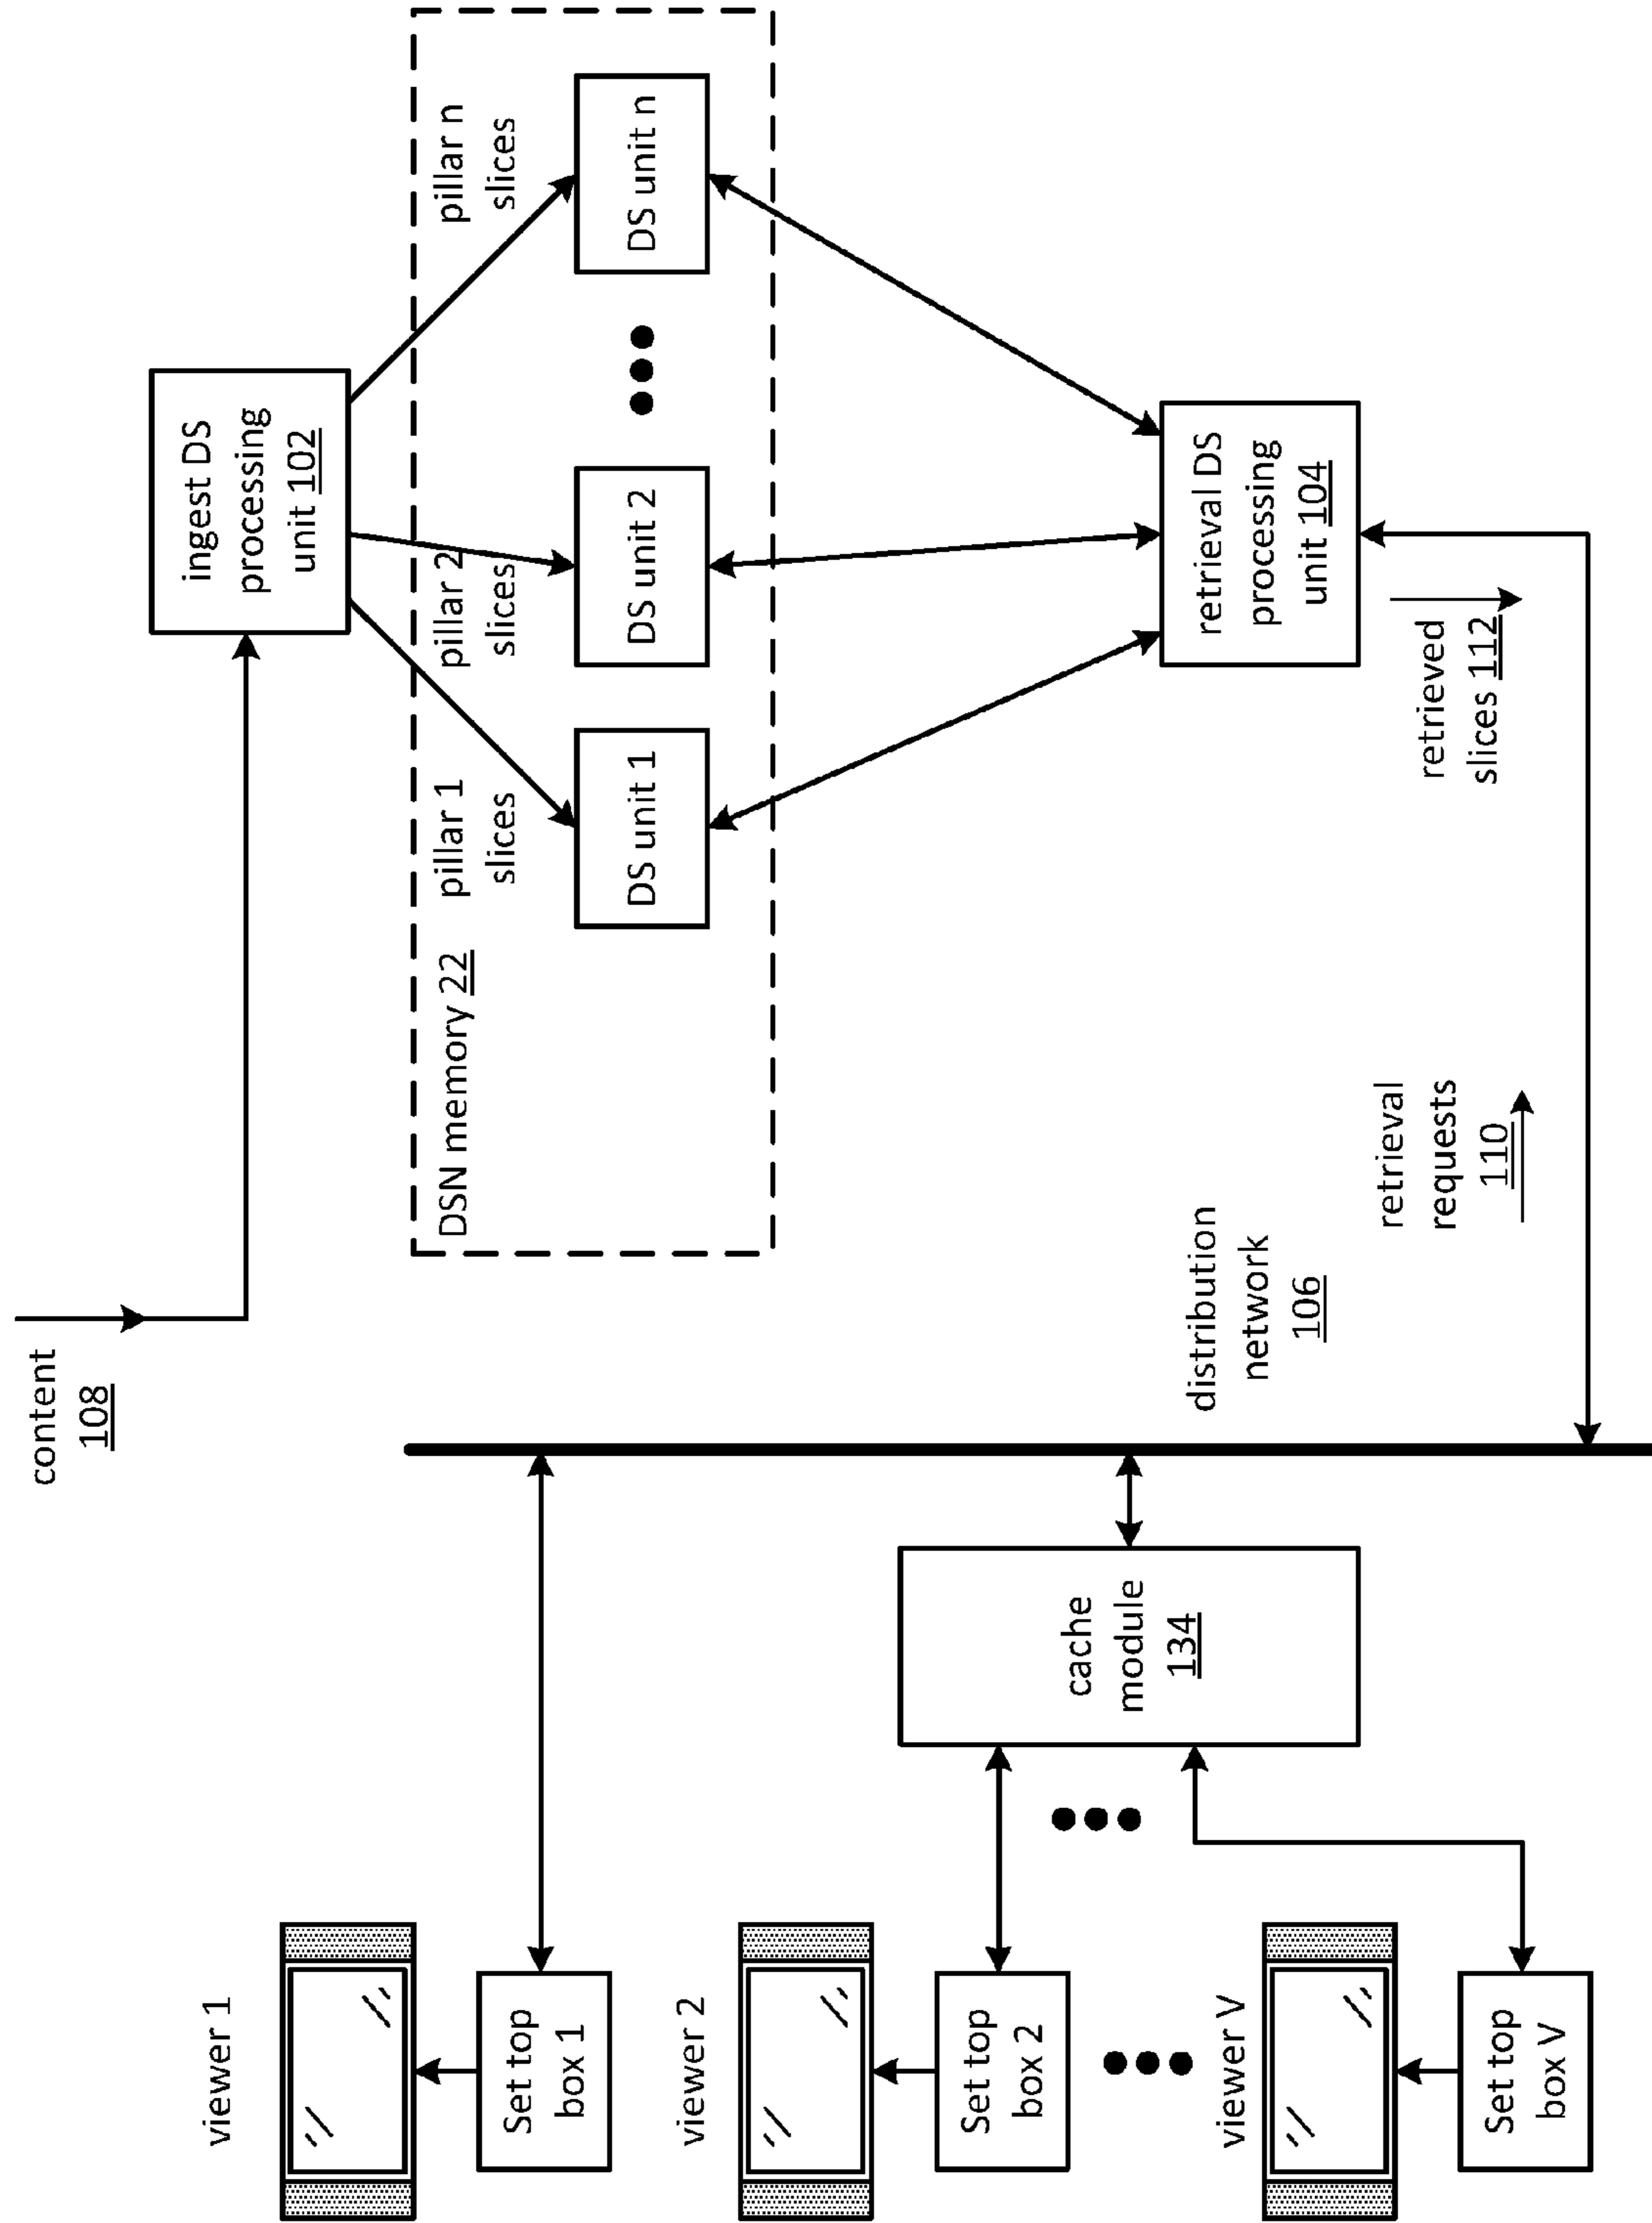 viewer 1
Set top
box 1
viewer 2
Set top
box 2
viewer V
Set top
box V
cache
module
134
content
108
distribution
network
106
retrieval
requests
110
DSN memory 22
pillar 1
slices
pillar 2
slices
pillar n
slices
DS unit 1
DS unit 2
DS unit n
ingest DS
processing
unit 102
retrieval DS
processing
unit 104
retrieved
slices 112